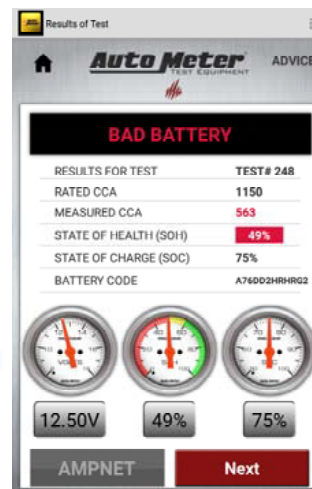 Results of Test
Auto Meter
TEST EQUIPMENT
ADVICE
BAD BATTERY
RESULTS FOR TEST TEST# 248
RATED CCA 1150
MEASURED CCA 563
STATE OF HEALTH (SOH) 49%
STATE OF CHARGE (SOC) 75%
BATTERY CODE A76DD2HRHRG2
VOLTS
12.50V 49% 75%
AMPNET Next